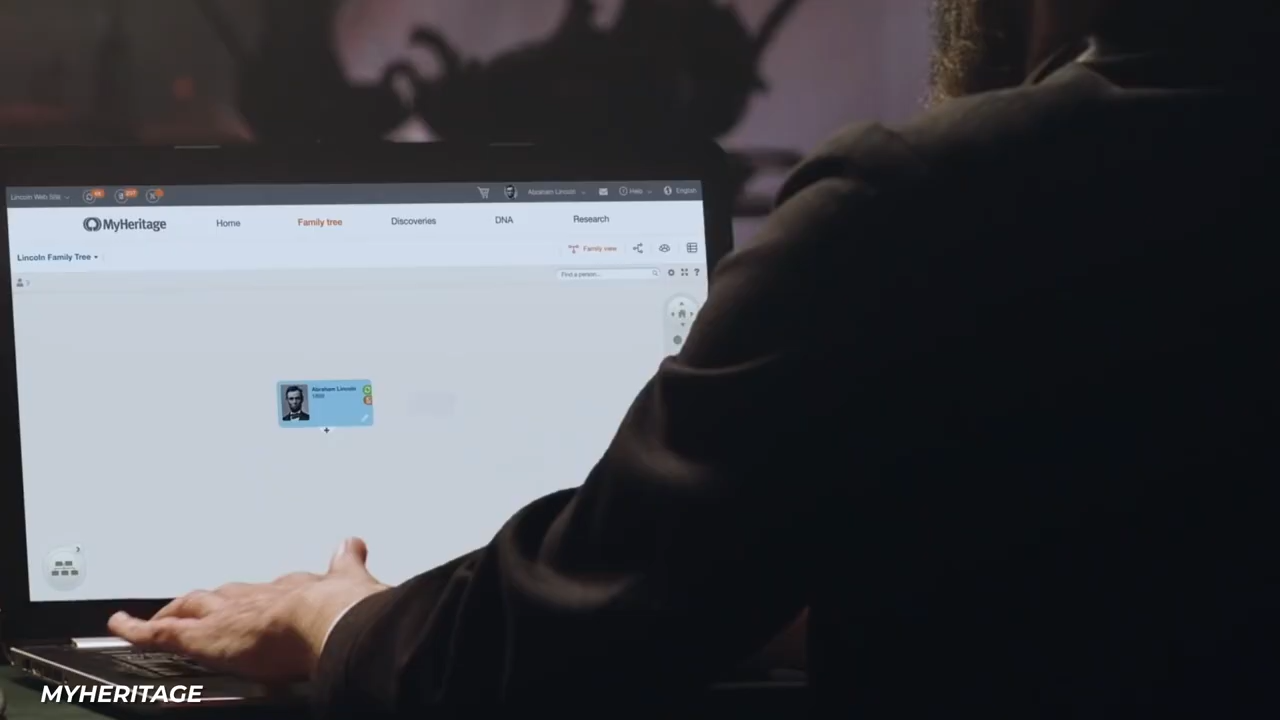 Lincoln Web Site
Abraham Lincoln
Help
English
MyHeritage
Home
Family tree
Discoveries
DNA
Research
Lincoln Family Tree
Family view
Find a person...
?
Abraham Lincoln
MYHERITAGE